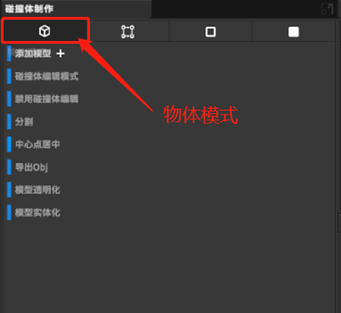 碰撞体制作
添加模型 +
碰撞体编辑模式
禁用碰撞体编辑
物体模式
分割
中心点居中
导出Obj
模型透明化
模型实体化